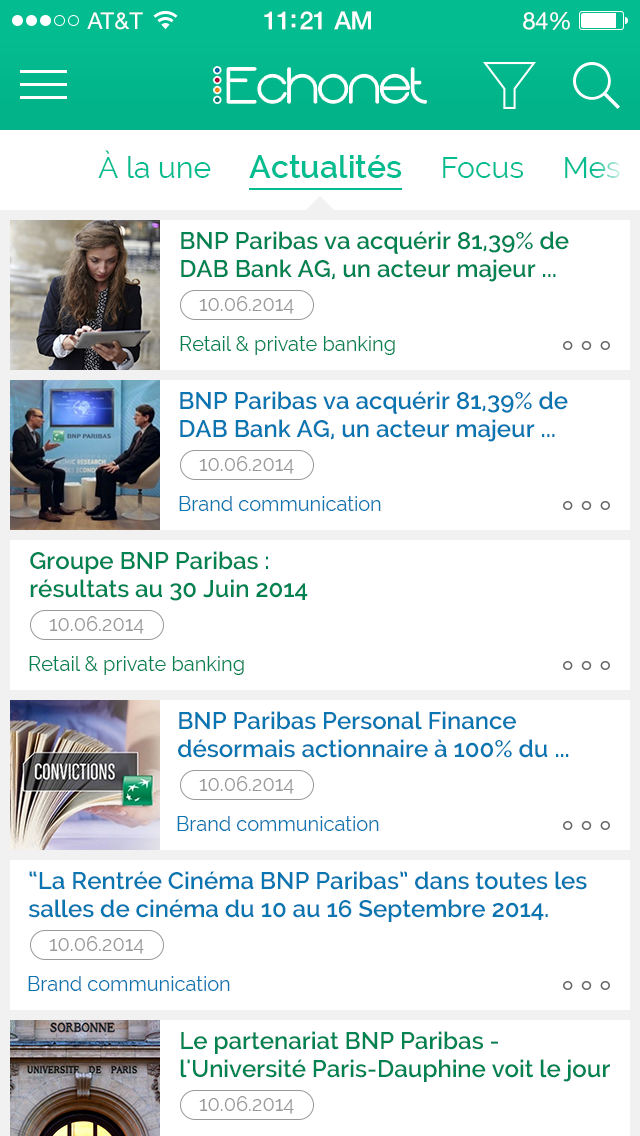 AT&T 11:21 AM 84%
Echonet
À la une Actualités Focus Mes
BNP Paribas va acquérir 81,39% de
DAB Bank AG, un acteur majeur ...
10.06.2014
Retail & private banking
BNP PARIBAS
BNP Paribas va acquérir 81,39% de
DAB Bank AG, un acteur majeur ...
10.06.2014
Brand communication
Groupe BNP Paribas :
résultats au 30 Juin 2014
10.06.2014
Retail & private banking
CONVICTIONS
BNP Paribas Personal Finance
désormais actionnaire à 100% du ...
10.06.2014
Brand communication
“La Rentrée Cinéma BNP Paribas” dans toutes les
salles de cinéma du 10 au 16 Septembre 2014.
10.06.2014
Brand communication
SORBONNE
UNIVERSITE DE PARIS
Le partenariat BNP Paribas -
l'Université Paris-Dauphine voit le jour
10.06.2014